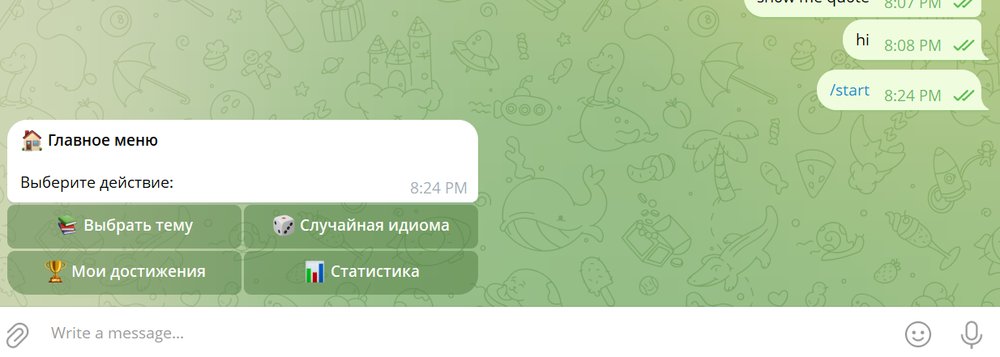 show me quote 8:07 PM
hi 8:08 PM
/start 8:24 PM
Главное меню
Выберите действие:
8:24 PM
Выбрать тему
Случайная идиома
Мои достижения
Статистика
Write a message...